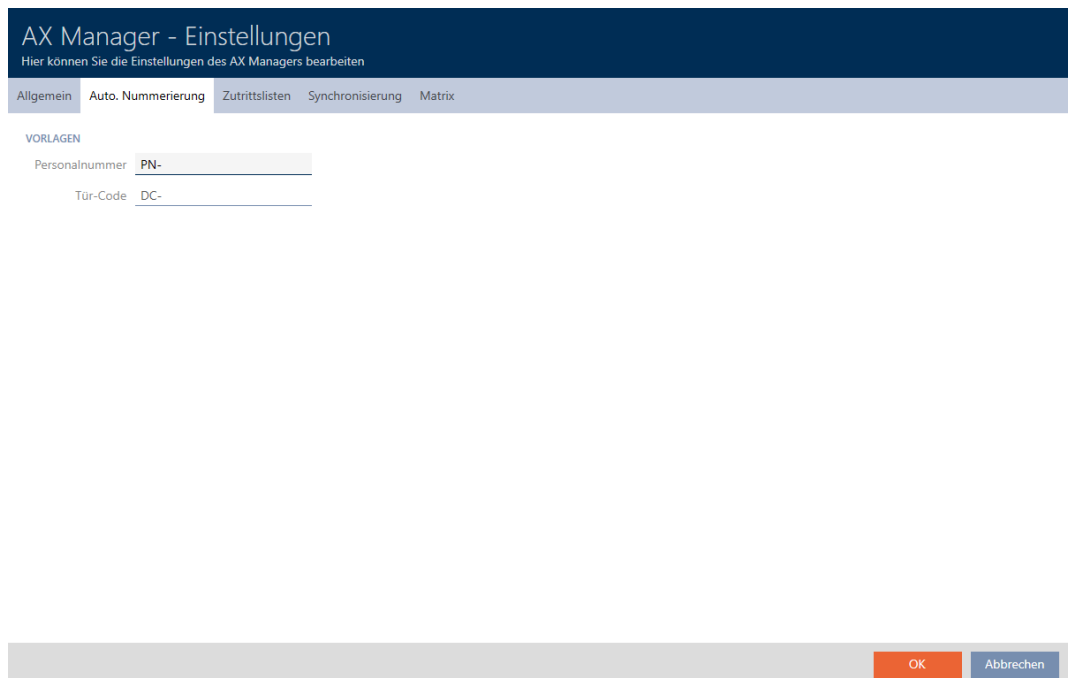 AX Manager - Einstellungen
Hier können Sie die Einstellungen des AX Managers bearbeiten
Allgemein Auto. Nummerierung Zutrittslisten Synchronisierung Matrix
VORLAGEN
Personalnummer PN-
Tür-Code DC-
OK Abbrechen